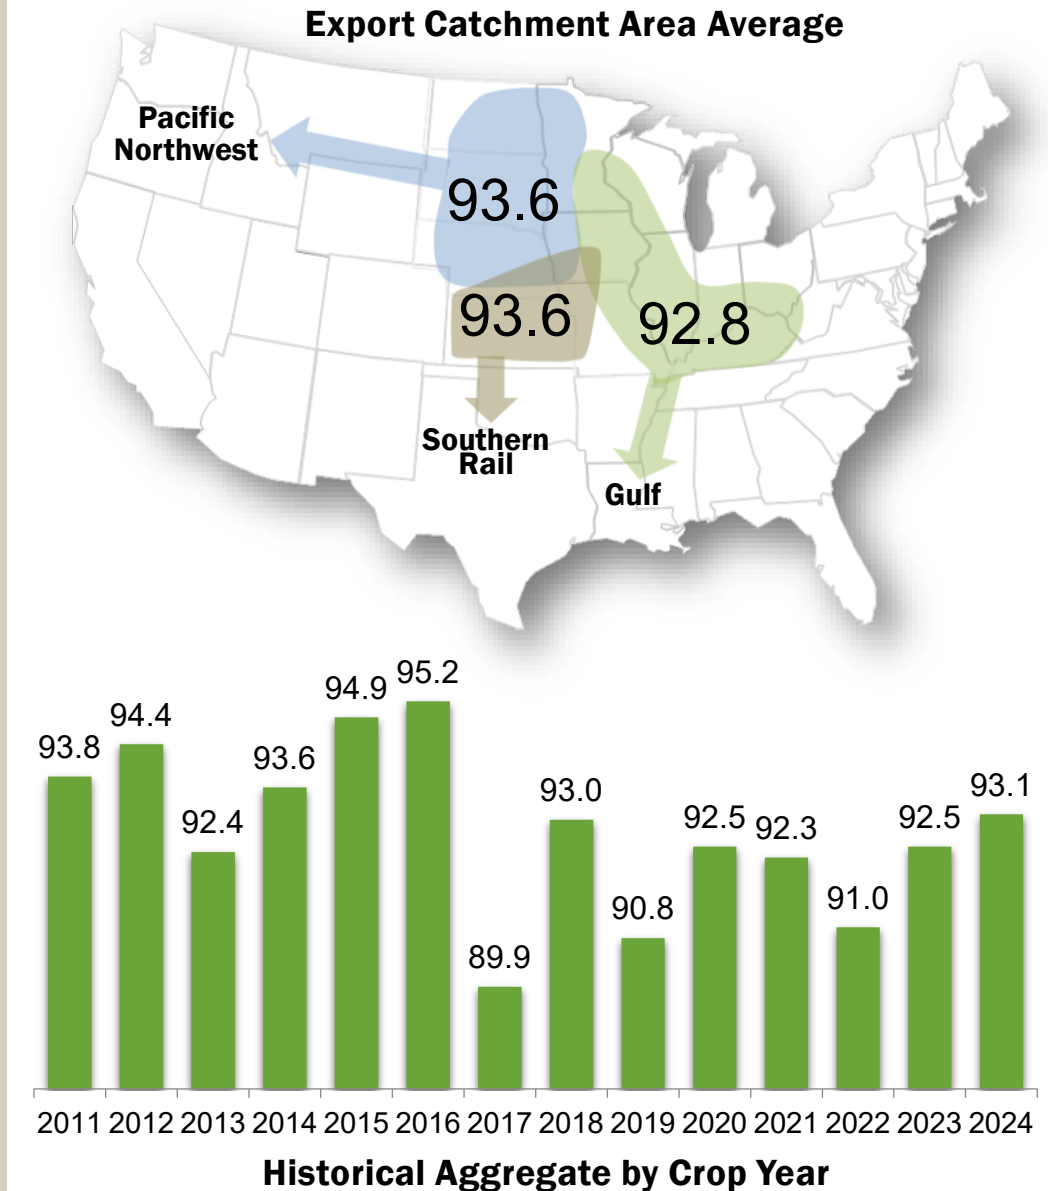 Export Catchment Area Average
Pacific
Northwest
93.6
93.6
92.8
Southern
Rail
Gulf
93.8
94.4
92.4
93.6
94.9
95.2
89.9
93.0
90.8
92.5
92.3
91.0
92.5
93.1
2011 2012 2013 2014 2015 2016 2017 2018 2019 2020 2021 2022 2023 2024
Historical Aggregate by Crop Year